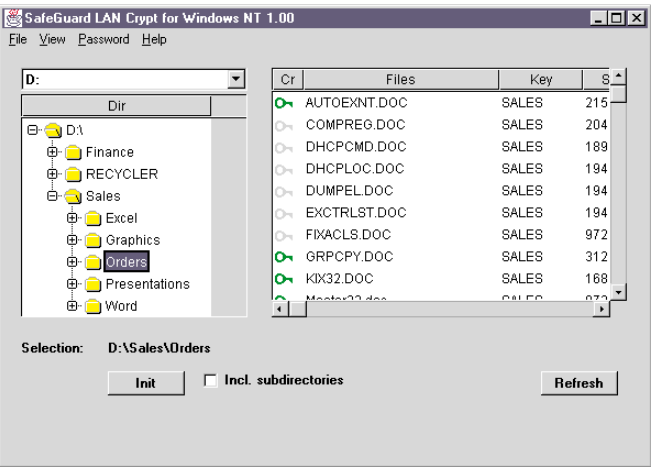 SafeGuard LAN Crypt for Windows NT 1.00
File View Password Help
D:
Dir
D:\
Finance
RECYCLER
Sales
Excel
Graphics
Orders
Presentations
Word
Cr Files Key S
AUTOEXNT.DOC SALES 215
COMPREG.DOC SALES 204
DHCPCMD.DOC SALES 189
DHCPLOC.DOC SALES 194
DUMPEL.DOC SALES 194
EXCTRLST.DOC SALES 194
FIXACLS.DOC SALES 972
GRPCPY.DOC SALES 312
KIX32.DOC SALES 168
SALES
Selection: D:\Sales\Orders
Init Incl. subdirectories Refresh